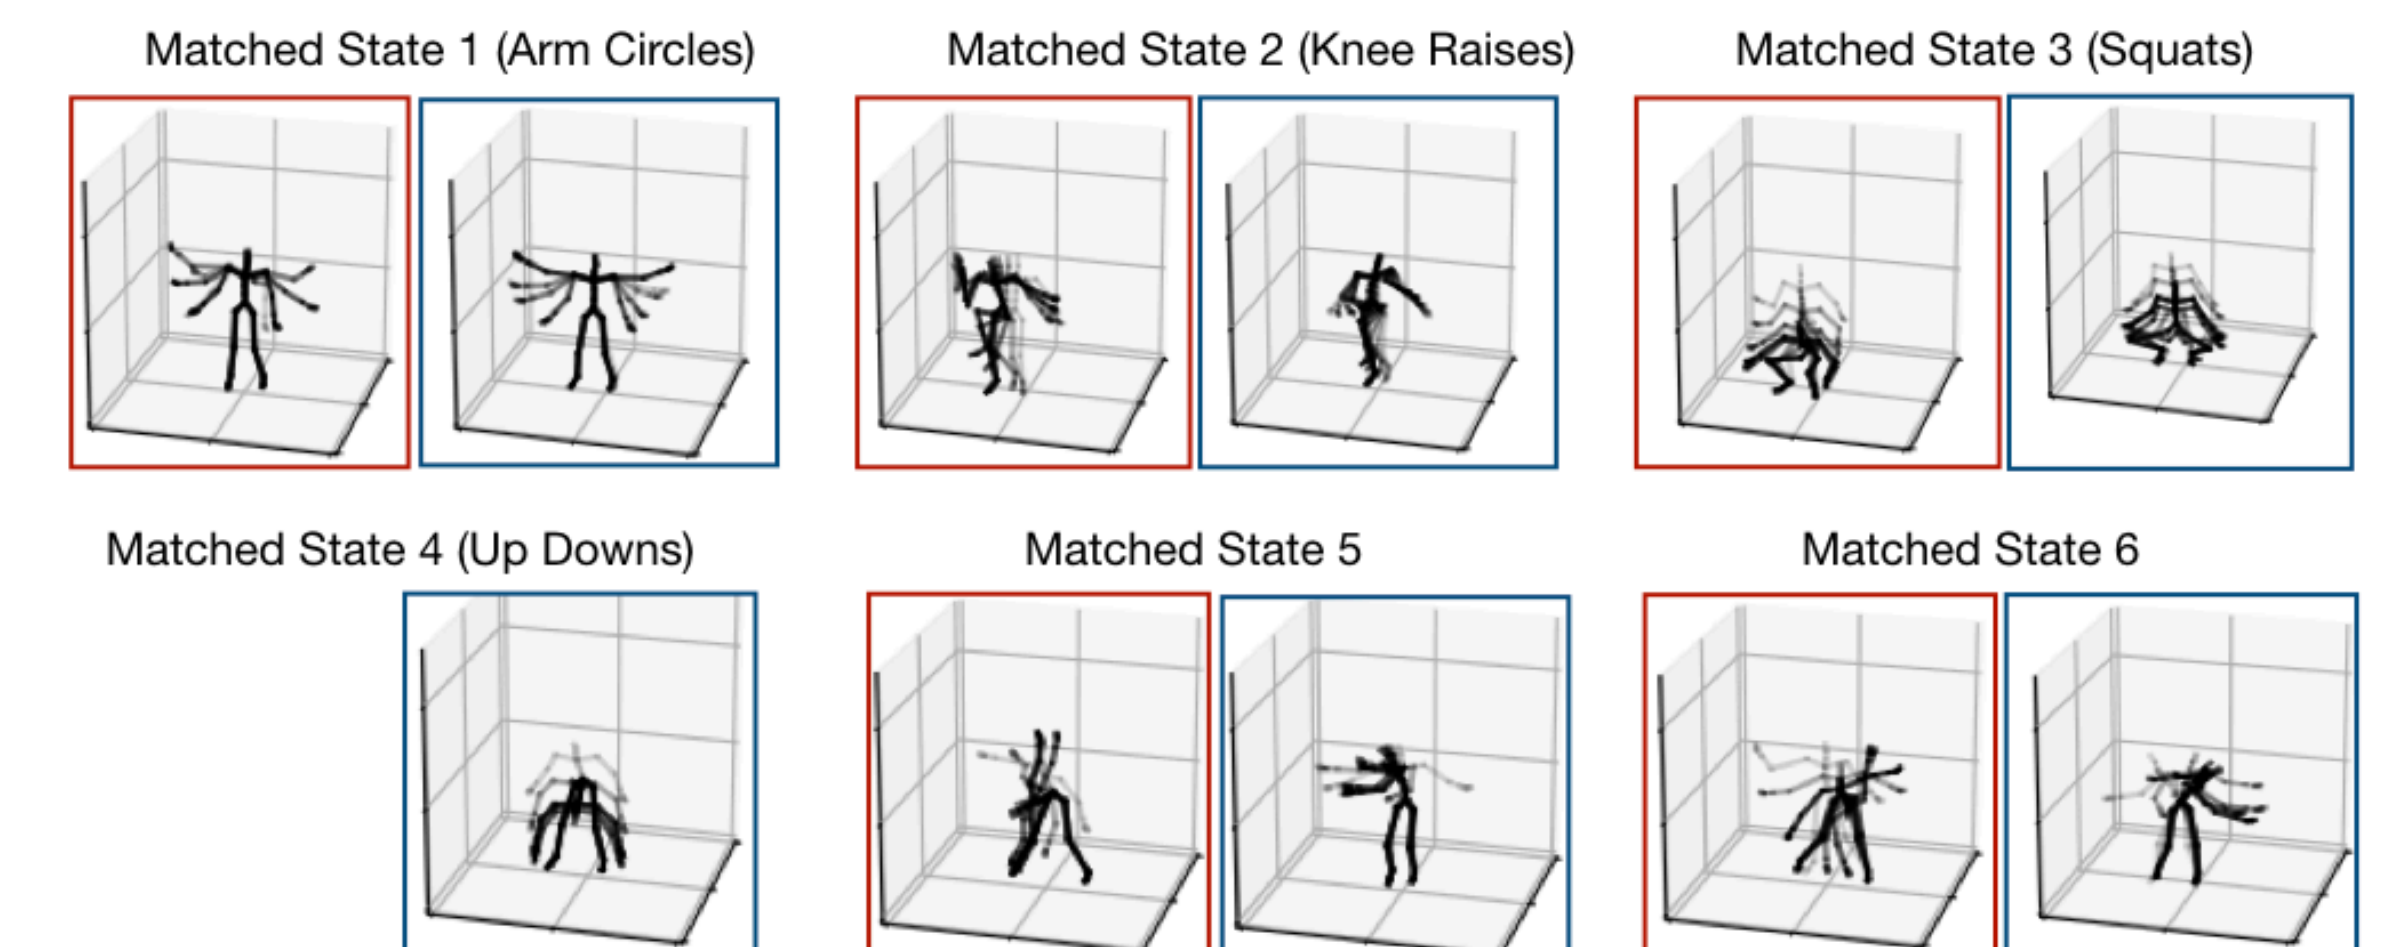 Matched State 1 (Arm Circles)
Matched State 2 (Knee Raises)
Matched State 3 (Squats)
Matched State 4 (Up Downs)
Matched State 5
Matched State 6